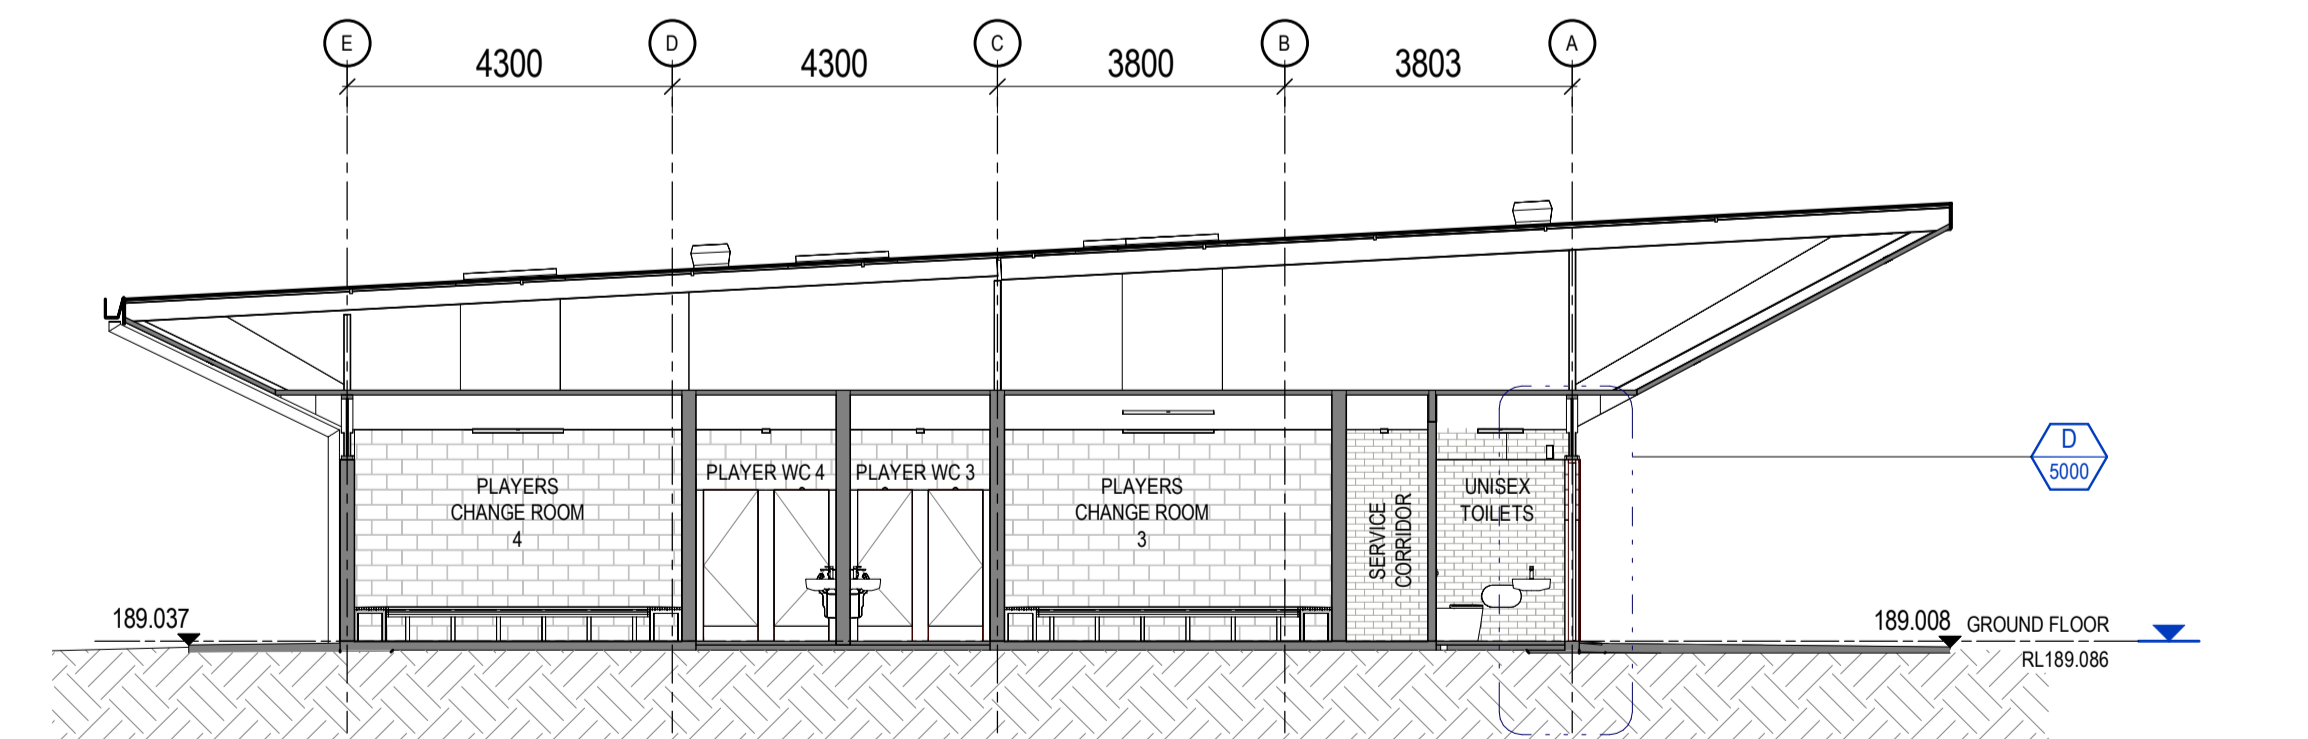 E D C B A
4300 4300 3800 3803
PLAYER WC 4 PLAYER WC 3
PLAYERS
CHANGE ROOM
4
PLAYERS
CHANGE ROOM
3
SERVICE
CORRIDOR
UNISEX
TOILETS
D
5000
189.037
189.008 GROUND FLOOR
RL189.086